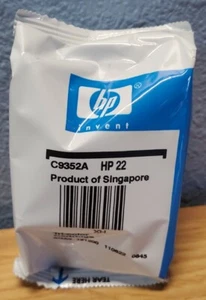 hp
invent
C9352A HP 22
Product of Singapore
TEAR HERE